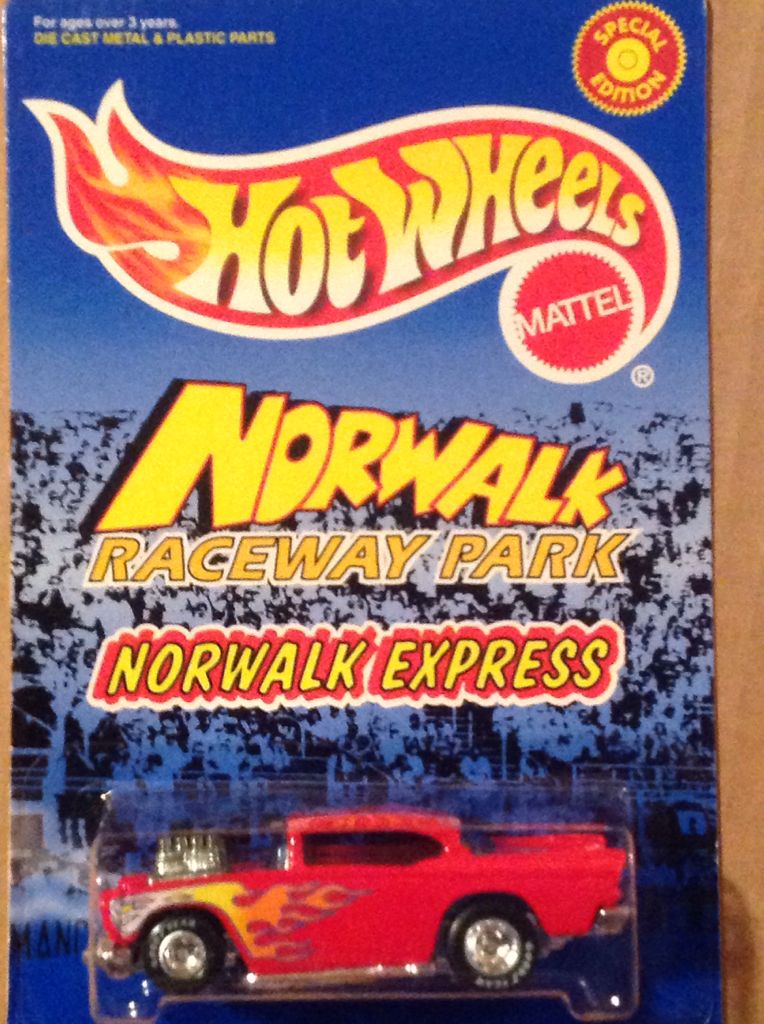 For ages over 3 years.
DIE CAST METAL & PLASTIC PARTS
SPECIAL
EDITION
HOT WHEELS
MATTEL
®
NORWALK
RACEWAY PARK
NORWALK EXPRESS